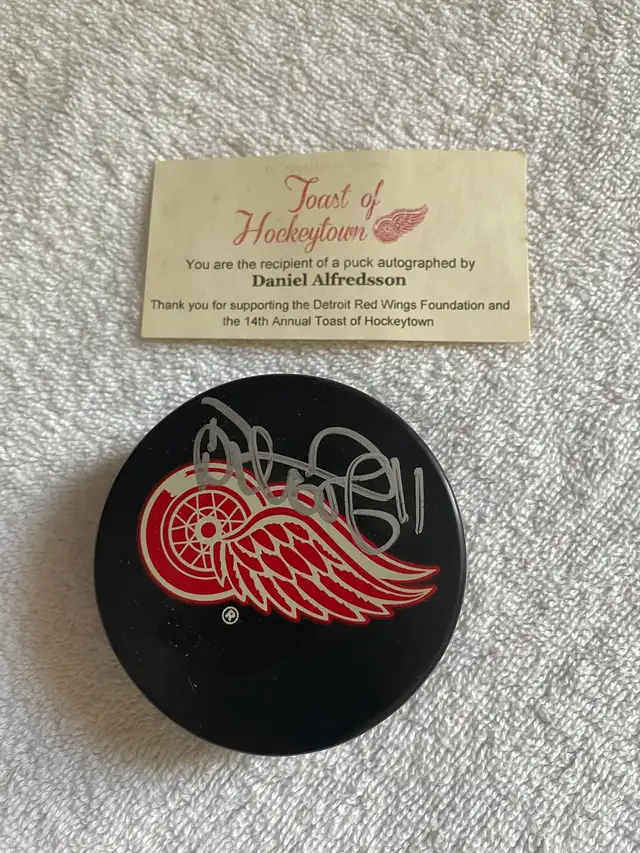 Toast of
Hockeytown
You are the recipient of a puck autographed by
Daniel Alfredsson
Thank you for supporting the Detroit Red Wings Foundation and
the 14th Annual Toast of Hockeytown
11
®